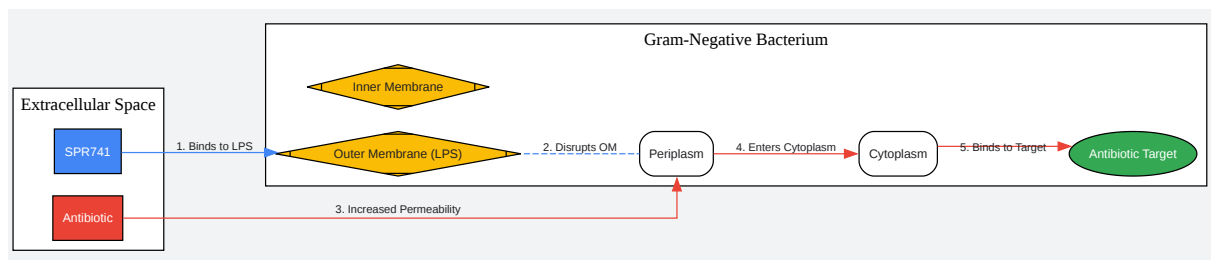 Gram-Negative Bacterium
Inner Membrane
Extracellular Space
SPR741
1. Binds to LPS
Outer Membrane (LPS)
2. Disrupts OM
Periplasm
4. Enters Cytoplasm
Cytoplasm
5. Binds to Target
Antibiotic Target
Antibiotic
3. Increased Permeability